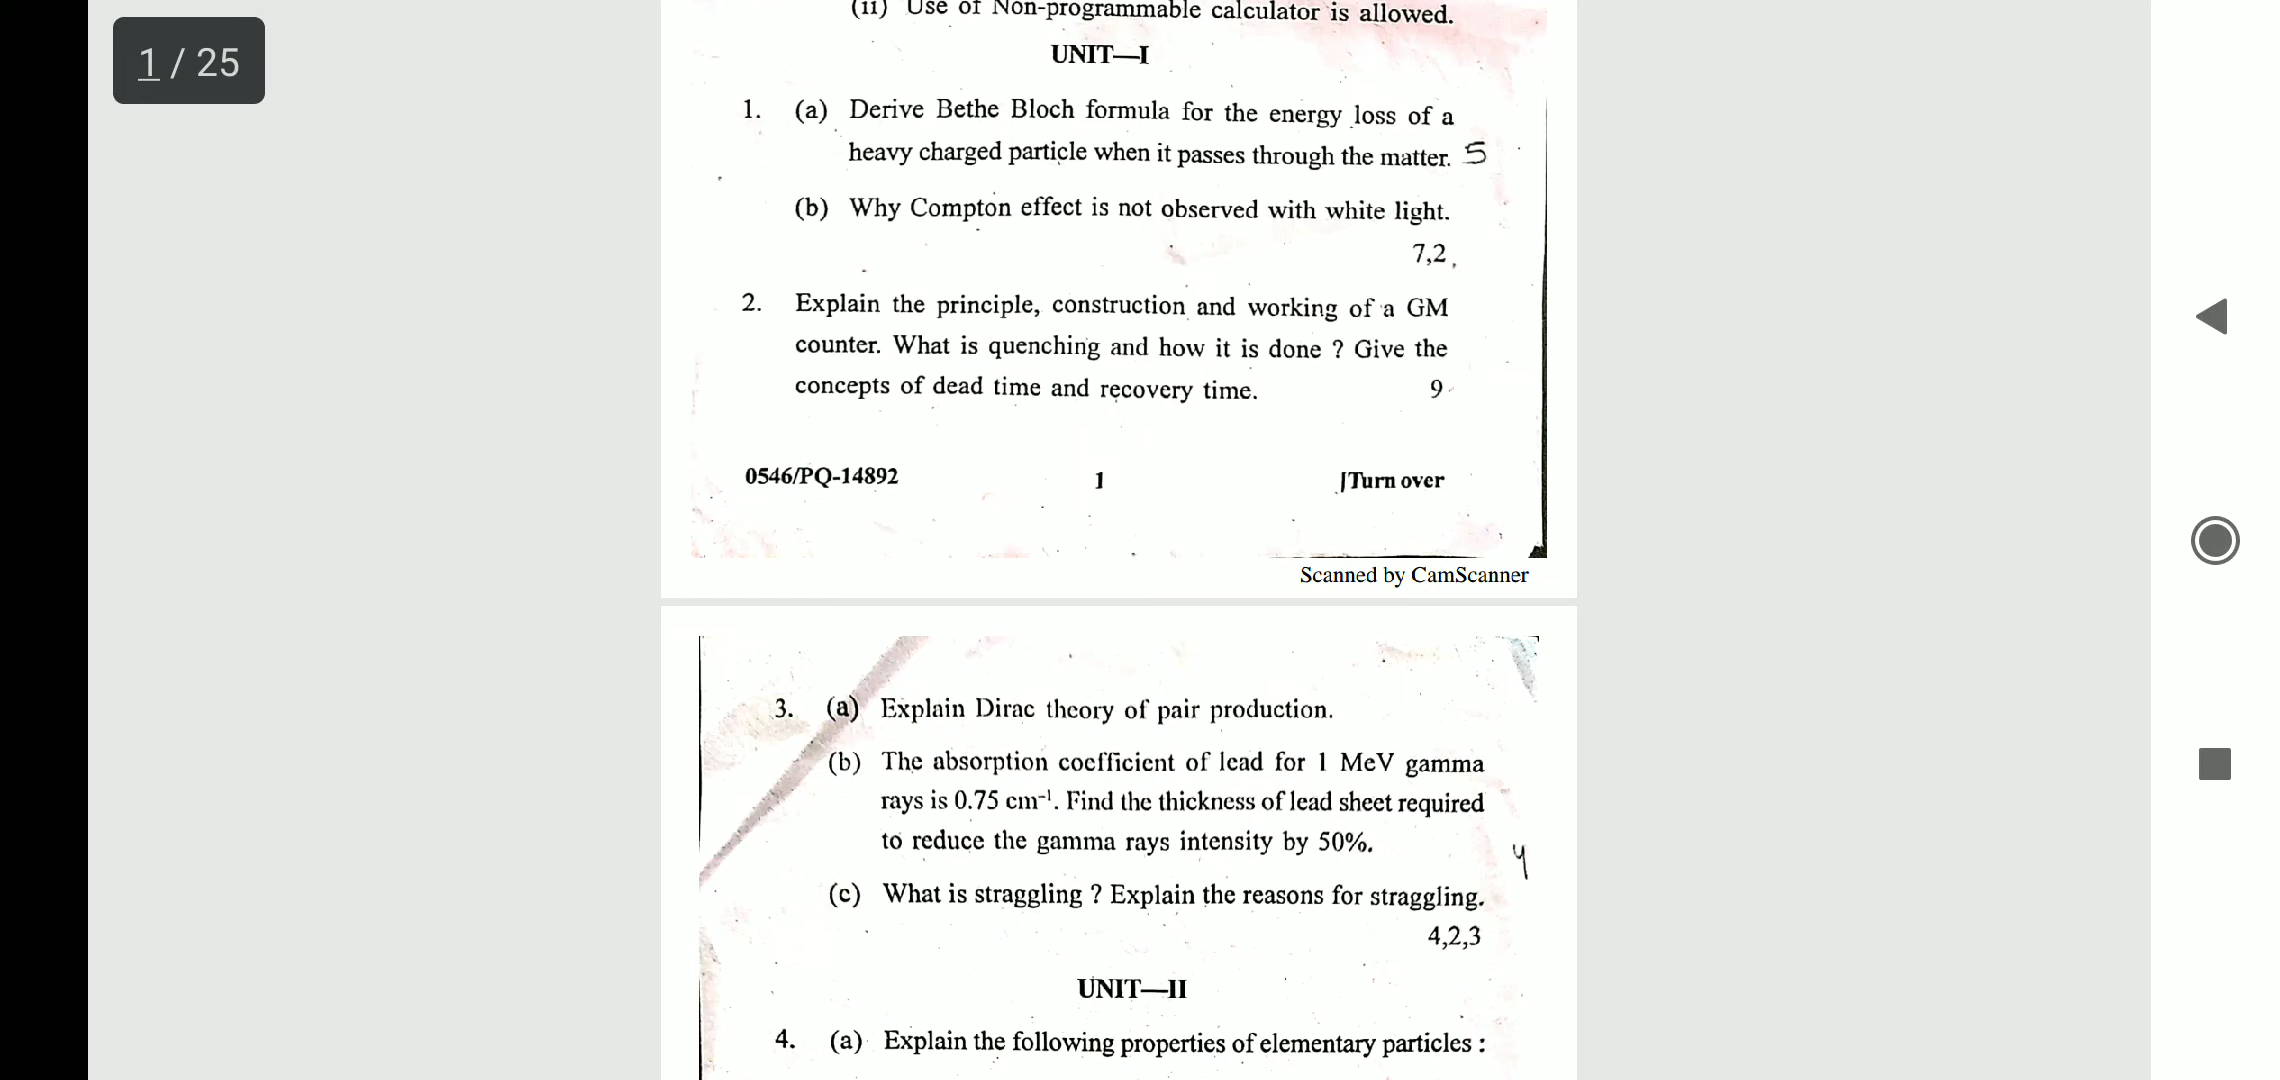 1 / 25
(ii) Use of Non-programmable calculator is allowed.
UNIT—I
1. (a) Derive Bethe Bloch formula for the energy loss of a
heavy charged particle when it passes through the matter. 5
(b) Why Compton effect is not observed with white light.
7,2
2. Explain the principle, construction and working of a GM
counter. What is quenching and how it is done ? Give the
concepts of dead time and recovery time. 9
0546/PQ-14892 1 [Turn over
Scanned by CamScanner
3. (a) Explain Dirac theory of pair production.
(b) The absorption coefficient of lead for 1 MeV gamma
rays is 0.75 cm⁻¹. Find the thickness of lead sheet required
to reduce the gamma rays intensity by 50%.
4
(c) What is straggling ? Explain the reasons for straggling.
4,2,3
UNIT—II
4. (a) Explain the following properties of elementary particles :